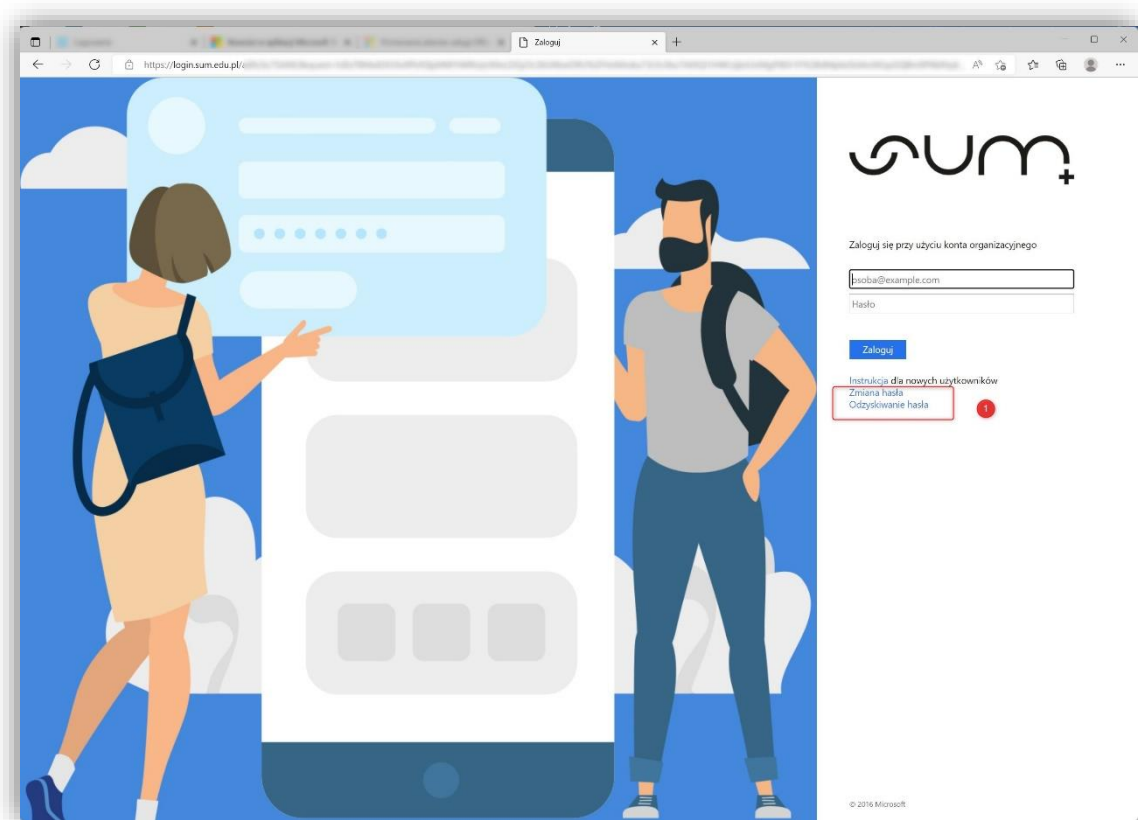 Zaloguj
https://login.sum.edu.pl/
sum
Zaloguj się przy użyciu konta organizacyjnego
osoba@example.com
Hasło
Zaloguj
Instrukcja dla nowych użytkowników
Zmiana hasła
Odzyskiwanie hasła
1
© 2016 Microsoft